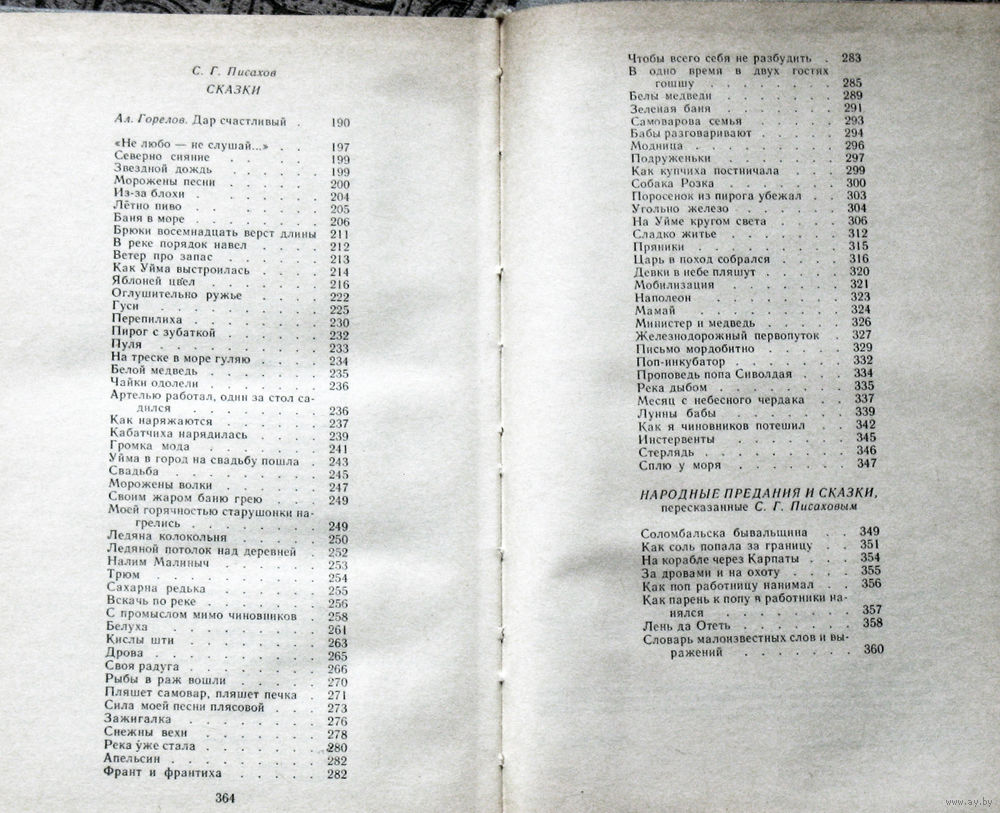 С. Г. Писахов
СКАЗКИ
Ал. Горелов. Дар счастливый . 190
«Не любо — не слушай...» . . 197
Северно сияние . . . . 199
Звездной дождь . . . . 199
Морожены песни . . . . 200
Из-за блохи . . . . . 204
Лётно пиво . . . . . 205
Баня в море . . . . . 206
Брюки восемнадцать верст длины 211
В реке порядок навел . . . 212
Ветер про запас . . . . 213
Как Уйма выстроилась . . . 214
Яблоней цвел . . . . . 216
Оглушительно ружье . . . 222
Гуси . . . . . . . 225
Перепилиха . . . . . 230
Пирог с зубаткой . . . . 232
Пуля . . . . . . . 233
На треске в море гуляю . . . 234
Белой медведь . . . . . 235
Чайки одолели . . . . . 236
Артелью работал, один за стол са-
дился . . . . . . 236
Как наряжаются . . . . 237
Кабатчиха нарядилась . . . 239
Громка мода . . . . . 241
Уйма в город на свадьбу пошла . 243
Свадьба . . . . . . 245
Морожены волки . . . . 247
Своим жаром баню грею . . . 249
Моей горячностью старушонки на-
грелись . . . . . . 249
Ледяна колокольня . . . . 250
Ледяной потолок над деревней . 252
Налим Малиныч . . . . 253
Трюм . . . . . . . 254
Сахарна редька . . . . . 255
Вскачь по реке . . . . . 256
С промыслом мимо чиновников . 258
Белуха . . . . . . 261
Кислы шти . . . . . 263
Дрова . . . . . . . 265
Своя радуга . . . . . 266
Рыбы в раж вошли . . . . 270
Пляшет самовар, пляшет печка . 271
Сила моей песни плясовой . . . 273
Зажигалка . . . . . 276
Снежны вехи . . . . . 278
Река уже стала . . . . . 280
Апельсин . . . . . . 282
Франт и франтиха . . . . 282
364
Чтобы всего себя не разбудить . 283
В одно время в двух гостях
гошшу . . . . . . 285
Белы медведи . . . . . 289
Зелена баня . . . . . 291
Самоварова семья . . . . 293
Бабы разговаривают . . . . 294
Модница . . . . . . 296
Подруженьки . . . . . 297
Как купчиха постничала . . . 299
Собака Розка . . . . . 300
Поросенок из пирога убежал . . 303
Угольно железо . . . . . 304
На Уйме кругом света . . . 306
Сладко житье . . . . . 312
Пряники . . . . . . 315
Царь в поход собрался . . . 316
Девки в небе пляшут . . . 320
Мобилизация . . . . . 321
Наполеон . . . . . . 323
Мамай . . . . . . 324
Министер и медведь . . . . 326
Железнодорожный первопуток . 327
Письмо мордобитно . . . . 329
Поп-инкубатор . . . . . 332
Проповедь попа Сиволдая . . . 334
Река дыбом . . . . . 335
Месяц с небесного чердака . . 337
Лунны бабы . . . . . 339
Как я чиновников потешил . . 342
Инстервенты . . . . . 345
Стерлядь . . . . . . 346
Сплю у моря . . . . . 347
НАРОДНЫЕ ПРЕДАНИЯ И СКАЗКИ,
пересказанные С. Г. Писаховым
Соломбальска бывальщина . . 349
Как соль попала за границу . . 351
На корабле через Карпаты . . 354
За дровами и на охоту . . . 355
Как поп работницу нанимал . . 356
Как парень к попу в работники на-
нялся . . . . . . 357
Лень да Отеть . . . . . 358
Словарь малоизвестных слов и вы-
ражений . . . . . . 360
www.ay.by